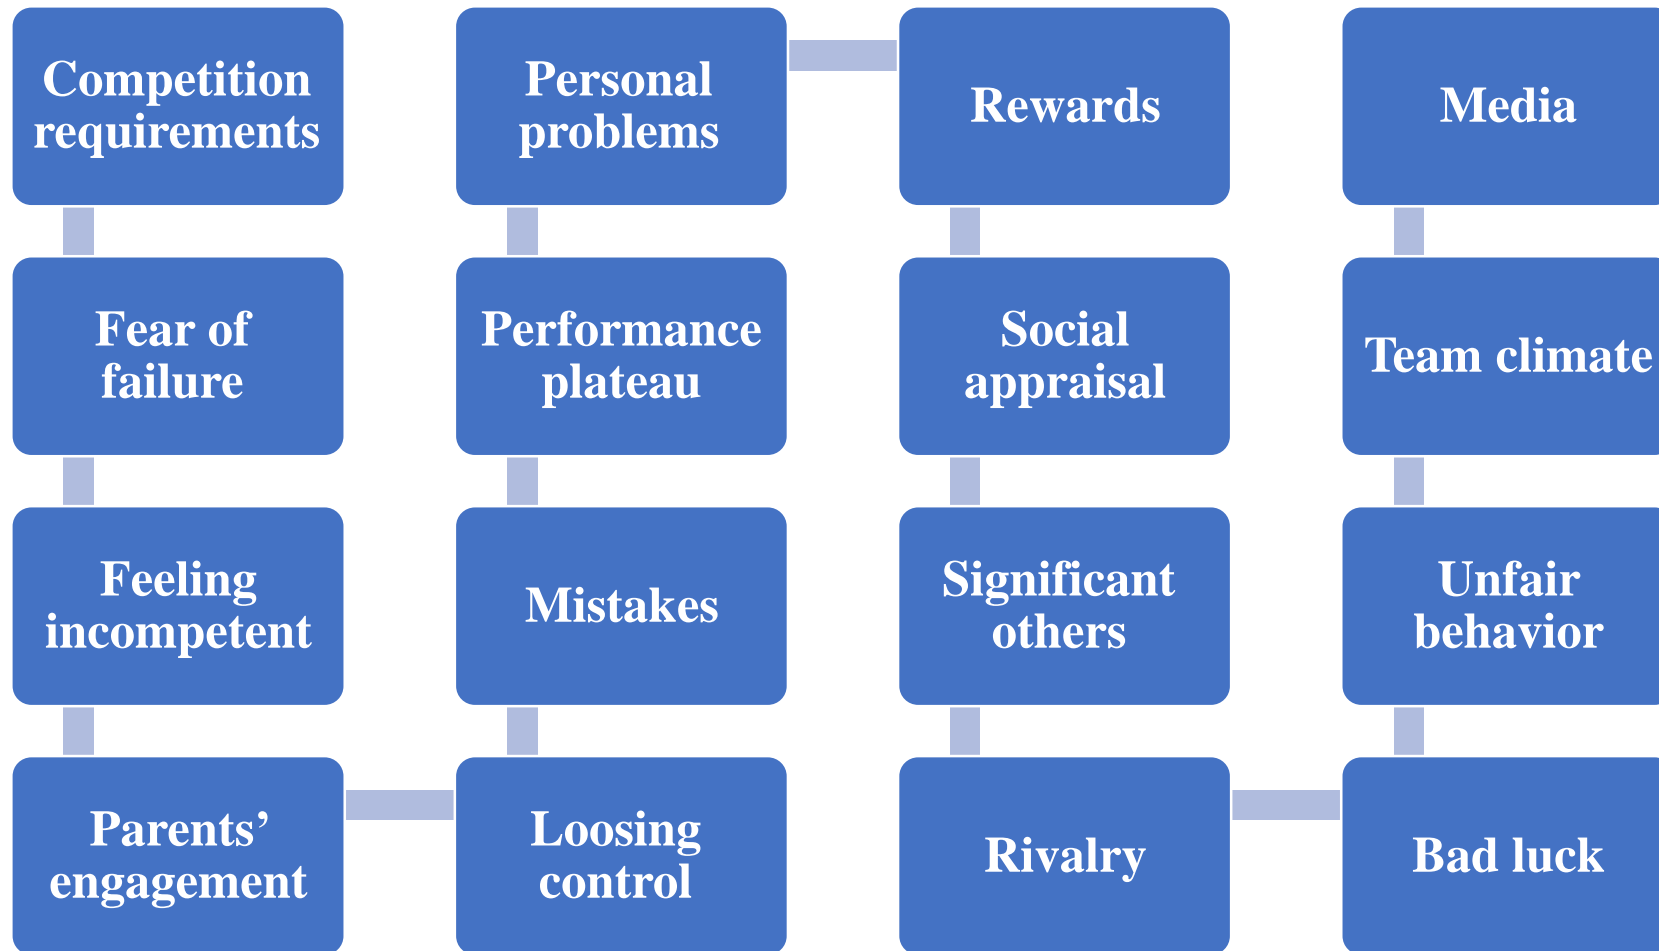 Competition
requirements
Fear of
failure
Feeling
incompetent
Parents’
engagement
Loosing
control
Mistakes
Performance
plateau
Personal
problems
Rewards
Social
appraisal
Significant
others
Rivalry
Bad luck
Unfair
behavior
Team climate
Media